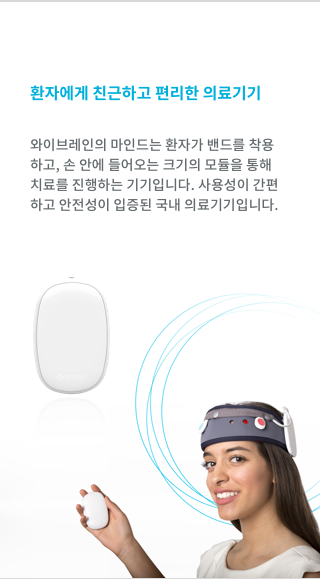 환자에게 친근하고 편리한 의료기기
와이브레인의 마인드는 환자가 밴드를 착용
하고, 손 안에 들어오는 크기의 모듈을 통해
치료를 진행하는 기기입니다. 사용성이 간편
하고 안전성이 입증된 국내 의료기기입니다.